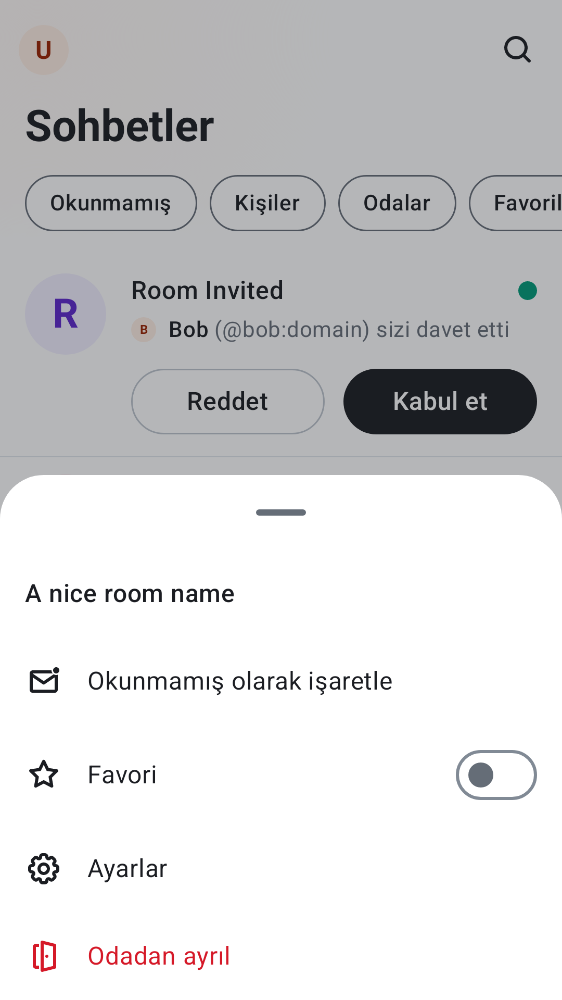 U
Sohbetler
Okunmamış Kişiler Odalar Favoril
R
Room Invited
B Bob (@bob:domain) sizi davet etti
Reddet Kabul et
A nice room name
Okunmamış olarak işaretle
Favori
Ayarlar
Odadan ayrıl